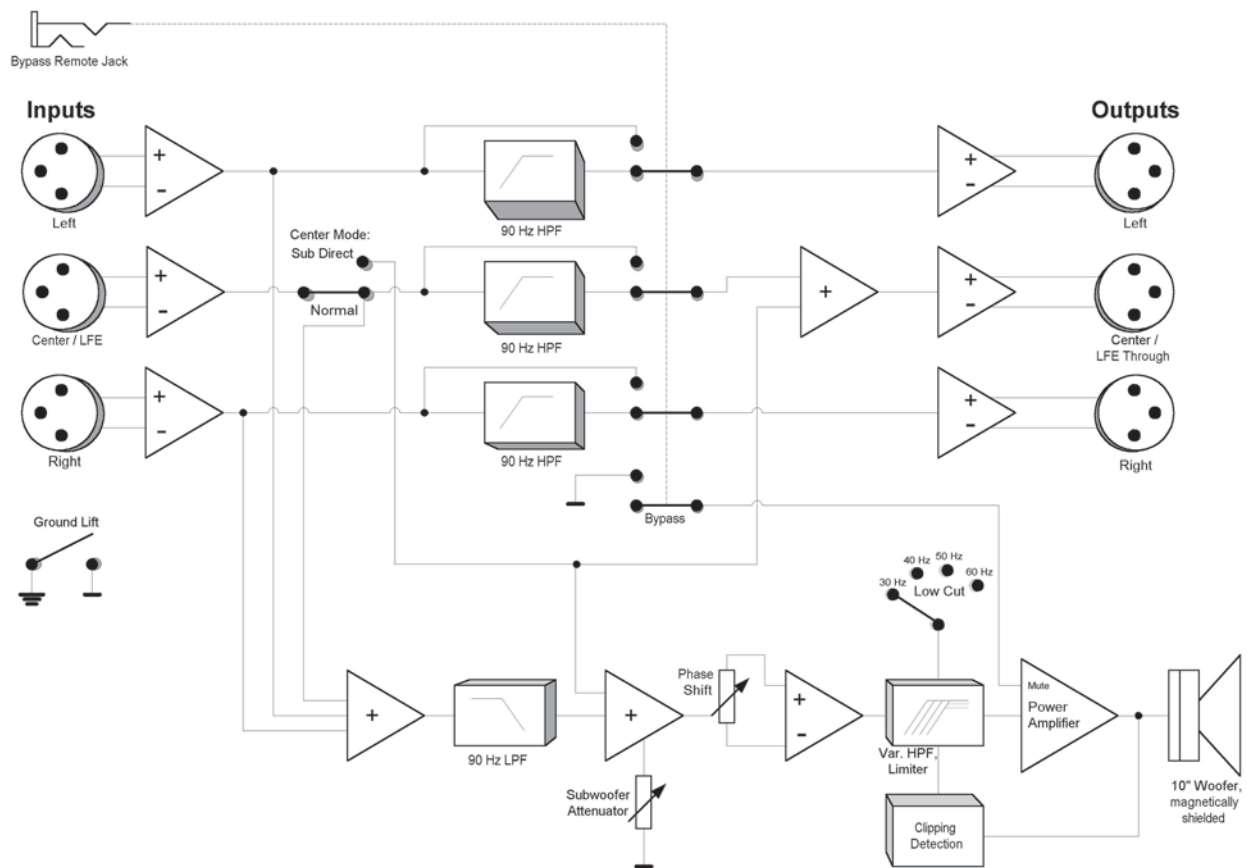 Bypass Remote Jack
Inputs
Outputs
+
-
+
-
Left
90 Hz HPF
Left
Center Mode:
Sub Direct
+
-
Normal
+
+
-
Center / LFE
90 Hz HPF
Center /
LFE Through
+
-
+
-
Right
90 Hz HPF
Right
Bypass
Ground Lift
30 Hz
40 Hz
50 Hz
60 Hz
Low Cut
Phase
Shift
+
+
+
-
Mute
Power
Amplifier
90 Hz LPF
Var. HPF,
Limiter
Subwoofer
Attenuator
Clipping
Detection
10" Woofer,
magnetically
shielded